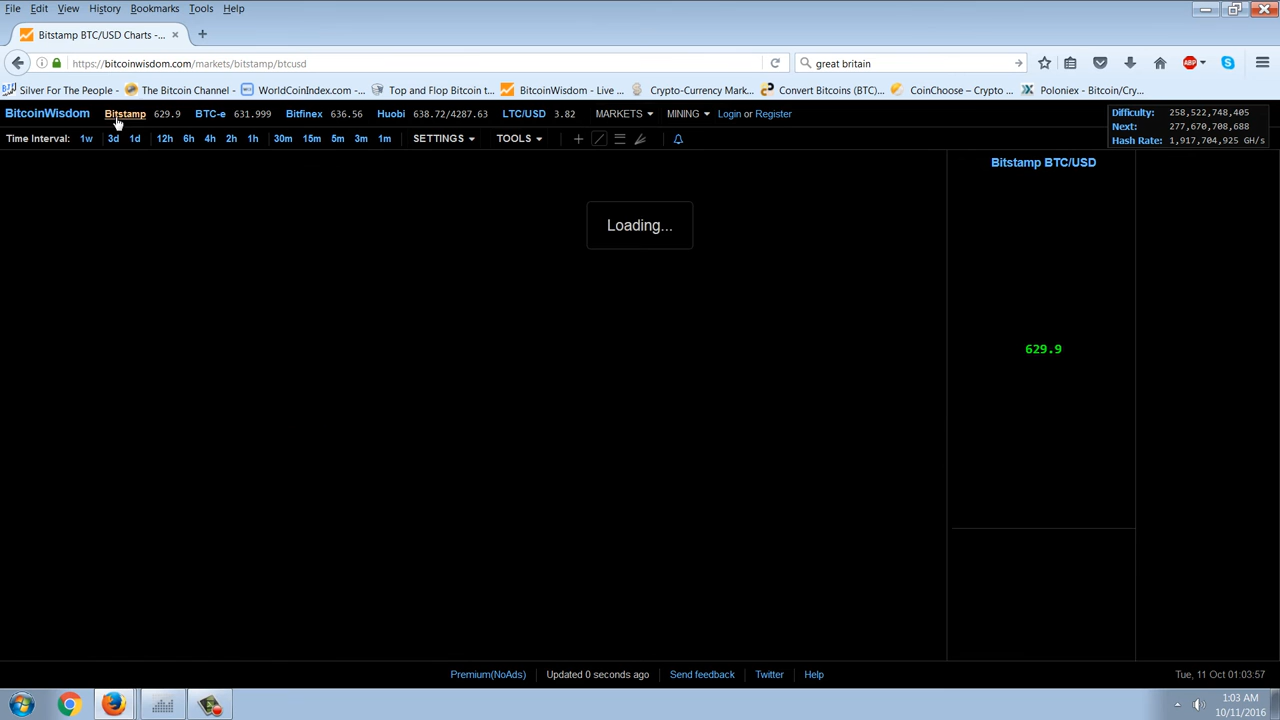 File Edit View History Bookmarks Tools Help
Bitstamp BTC/USD Charts -... × +
https://bitcoinwisdom.com/markets/bitstamp/btcusd great britain ABP
Silver For The People - The Bitcoin Channel - WorldCoinIndex.com -... Top and Flop Bitcoin t... BitcoinWisdom - Live ... Crypto-Currency Mark... Convert Bitcoins (BTC)... CoinChoose – Crypto ... Poloniex - Bitcoin/Cry...
BitcoinWisdom Bitstamp 629.9 BTC-e 631.999 Bitfinex 636.56 Huobi 638.72/4287.63 LTC/USD 3.82 MARKETS MINING Login or Register
Difficulty: 258,522,748,405
Next: 277,670,708,688
Hash Rate: 1,917,704,925 GH/s
Time Interval: 1w 3d 1d 12h 6h 4h 2h 1h 30m 15m 5m 3m 1m SETTINGS TOOLS
Bitstamp BTC/USD
Loading...
629.9
Premium(NoAds) Updated 0 seconds ago Send feedback Twitter Help Tue, 11 Oct 01:03:57
1:03 AM
10/11/2016